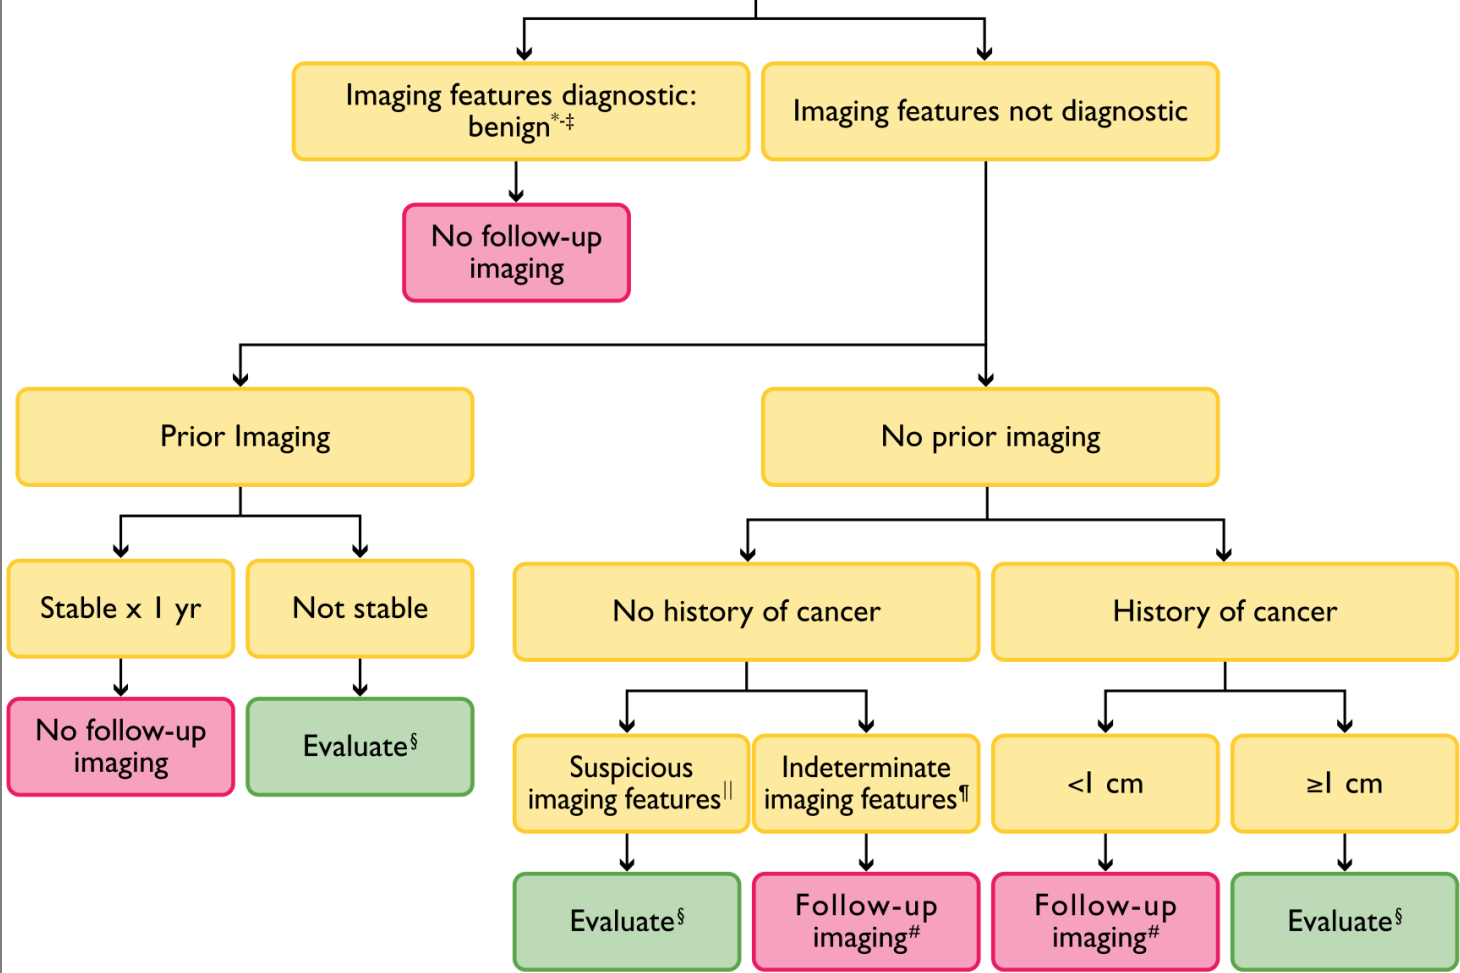 Imaging features diagnostic:
benign*-‡
Imaging features not diagnostic
No follow-up
imaging
Prior Imaging
No prior imaging
Stable x 1 yr
Not stable
No history of cancer
History of cancer
No follow-up
imaging
Evaluate§
Suspicious
imaging features||
Indeterminate
imaging features¶
<1 cm
≥1 cm
Evaluate§
Follow-up
imaging#
Follow-up
imaging#
Evaluate§